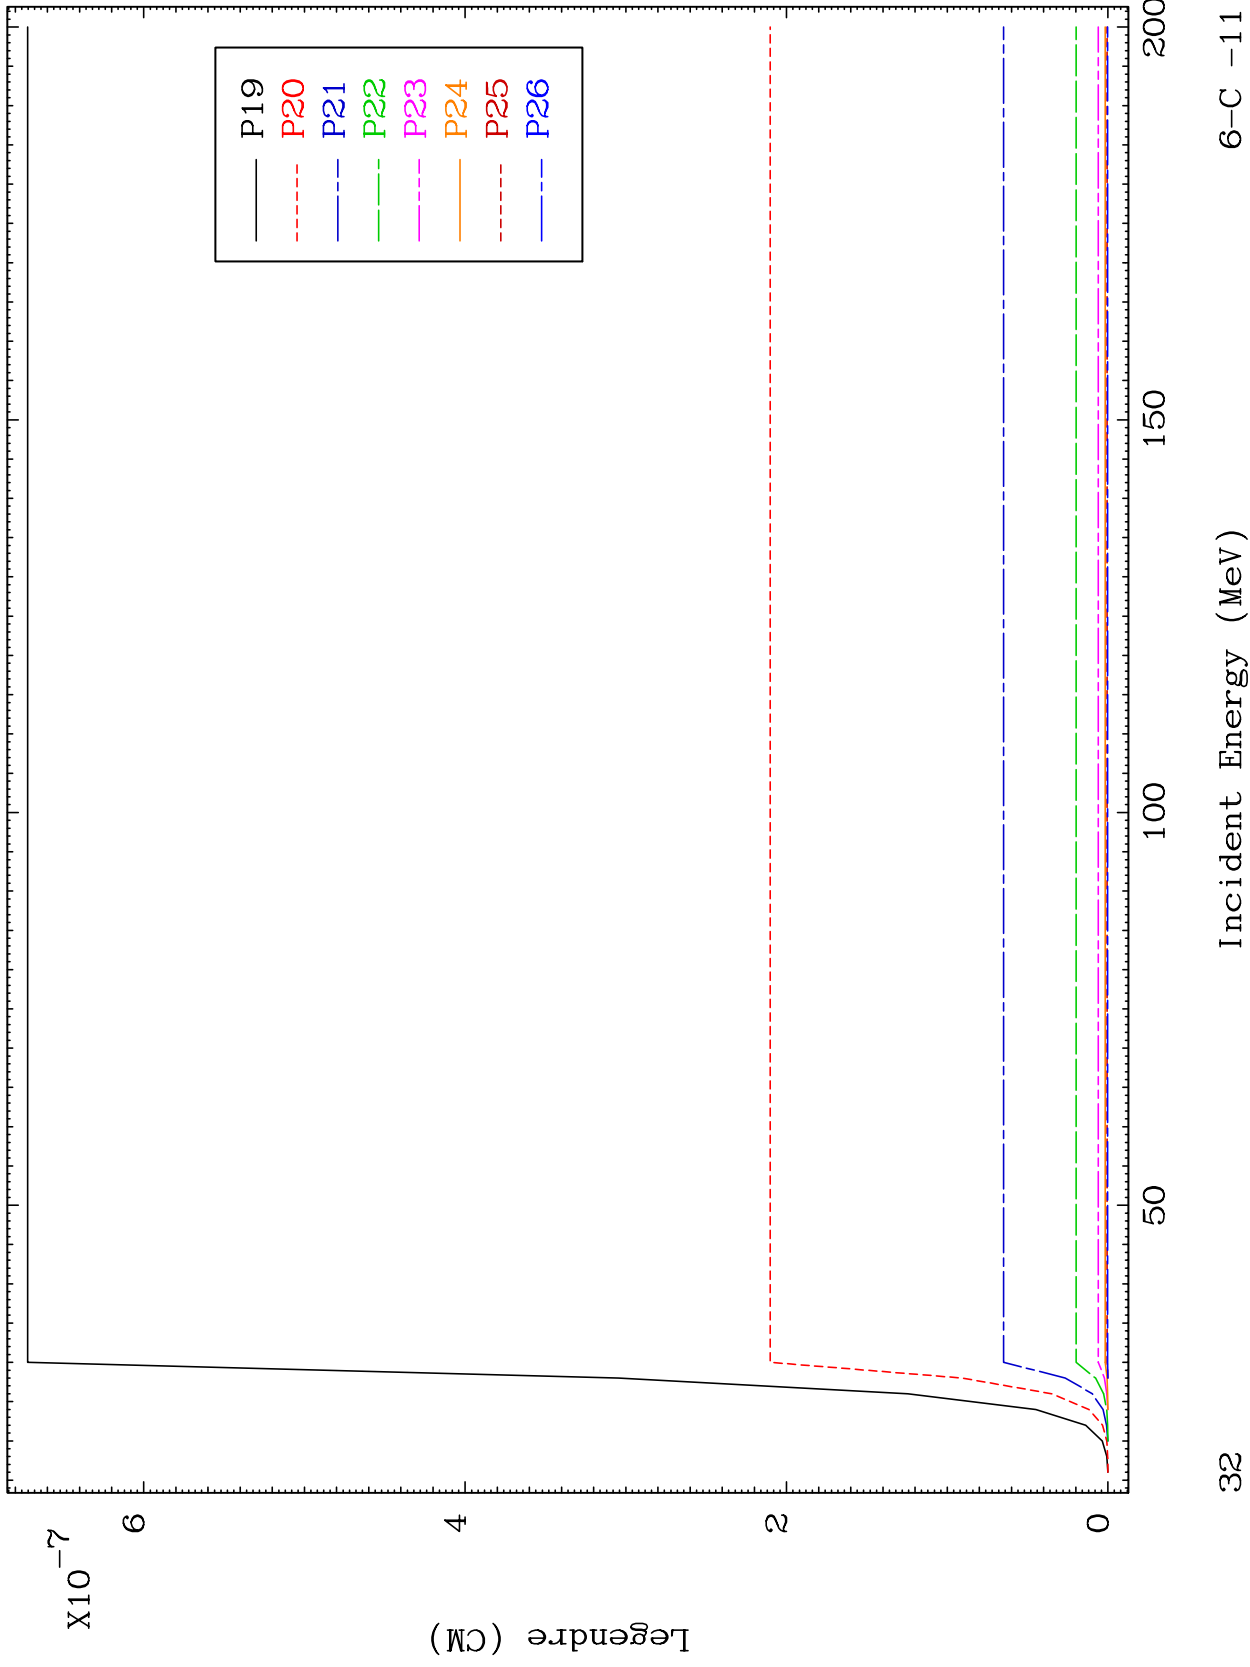 X10-7
6
4
2
0
Legendre (CM)
P19
P20
P21
P22
P23
P24
P25
P26
50
100
150
200
Incident Energy (MeV)
32
6-C -11